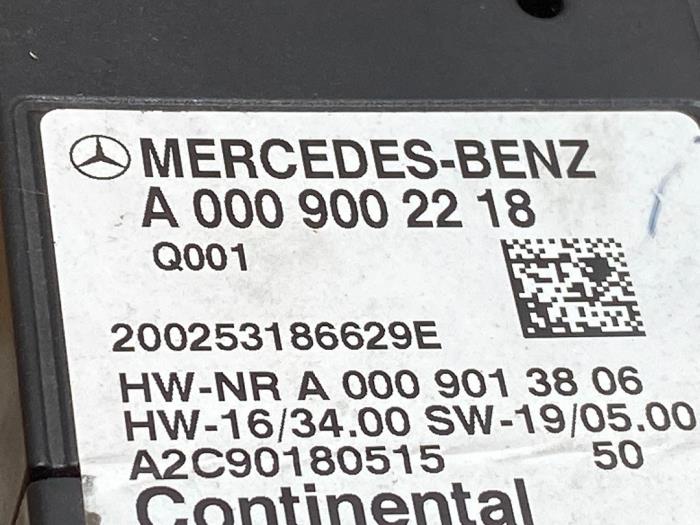 MERCEDES-BENZ
A 000 900 22 18
Q001
200253186629E
HW-NR A 000 901 38 06
HW-16/34.00 SW-19/05.00
A2C90180515 50
Continental